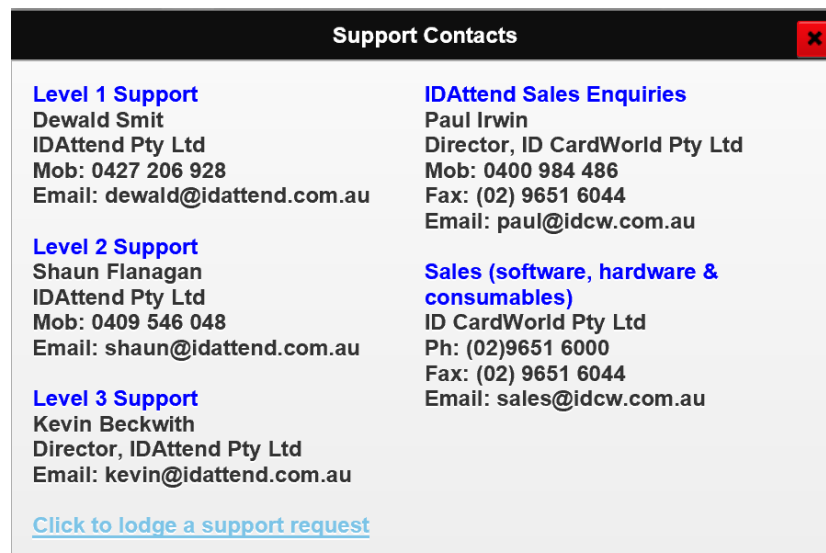 Support Contacts
Level 1 Support
Dewald Smit
IDAttend Pty Ltd
Mob: 0427 206 928
Email: dewald@idattend.com.au
Level 2 Support
Shaun Flanagan
IDAttend Pty Ltd
Mob: 0409 546 048
Email: shaun@idattend.com.au
Level 3 Support
Kevin Beckwith
Director, IDAttend Pty Ltd
Email: kevin@idattend.com.au
Click to lodge a support request
IDAttend Sales Enquiries
Paul Irwin
Director, ID CardWorld Pty Ltd
Mob: 0400 984 486
Fax: (02) 9651 6044
Email: paul@idcw.com.au
Sales (software, hardware &
consumables)
ID CardWorld Pty Ltd
Ph: (02)9651 6000
Fax: (02) 9651 6044
Email: sales@idcw.com.au